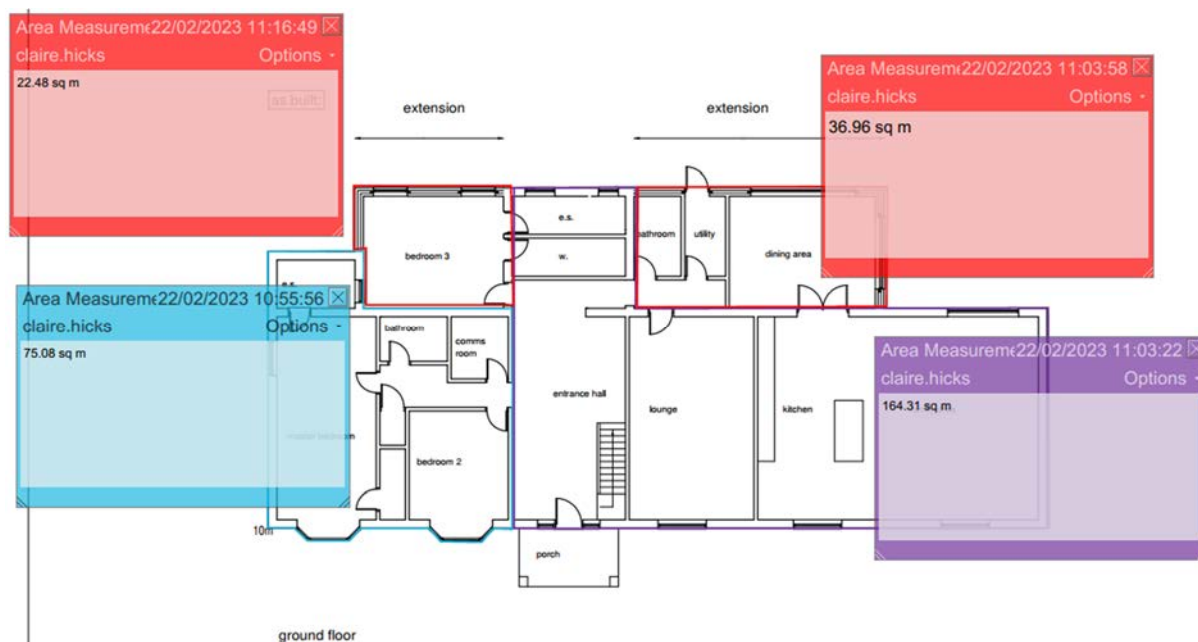 Area Measureme22/02/2023 11:16:49
claire.hicks Options
22.48 sq m
as built.
Area Measureme22/02/2023 11:03:58
claire.hicks Options
36.96 sq m
extension
extension
e.s.
bathroom
utility
bedroom 3
w.
dining area
e.s.
Area Measureme22/02/2023 10:55:56
claire.hicks Options
75.08 sq m
bathroom
comms
room
Area Measureme22/02/2023 11:03:22
claire.hicks Options
164.31 sq m
entrance hall
lounge
kitchen
master bedroom
bedroom 2
10m
porch
ground floor